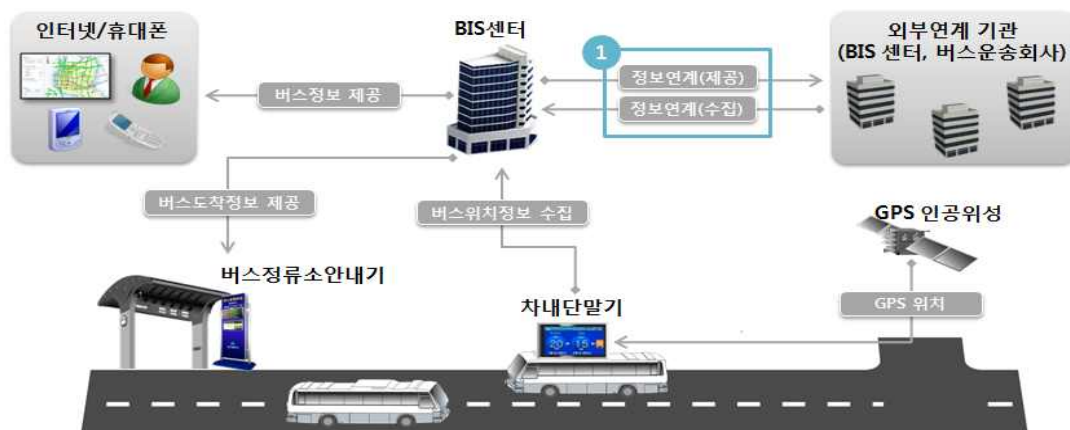 인터넷/휴대폰
BIS센터
외부연계 기관
(BIS 센터, 버스운송회사)
1
정보연계(제공)
버스정보 제공
정보연계(수집)
버스도착정보 제공
버스위치정보 수집
GPS 인공위성
버스정류소안내기
차내단말기
GPS 위치
20
15